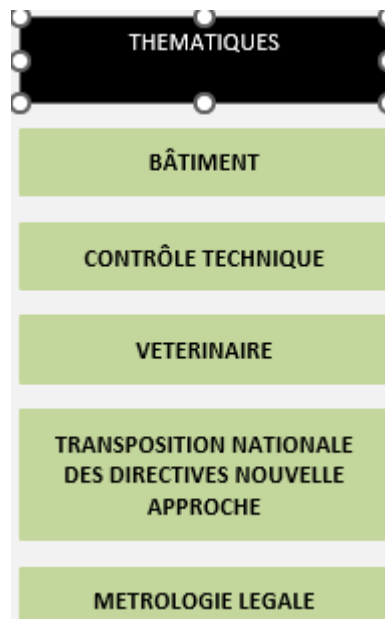 THEMATIQUES
BÂTIMENT
CONTRÔLE TECHNIQUE
VETERINAIRE
TRANSPOSITION NATIONALE
DES DIRECTIVES NOUVELLE
APPROCHE
METROLOGIE LEGALE